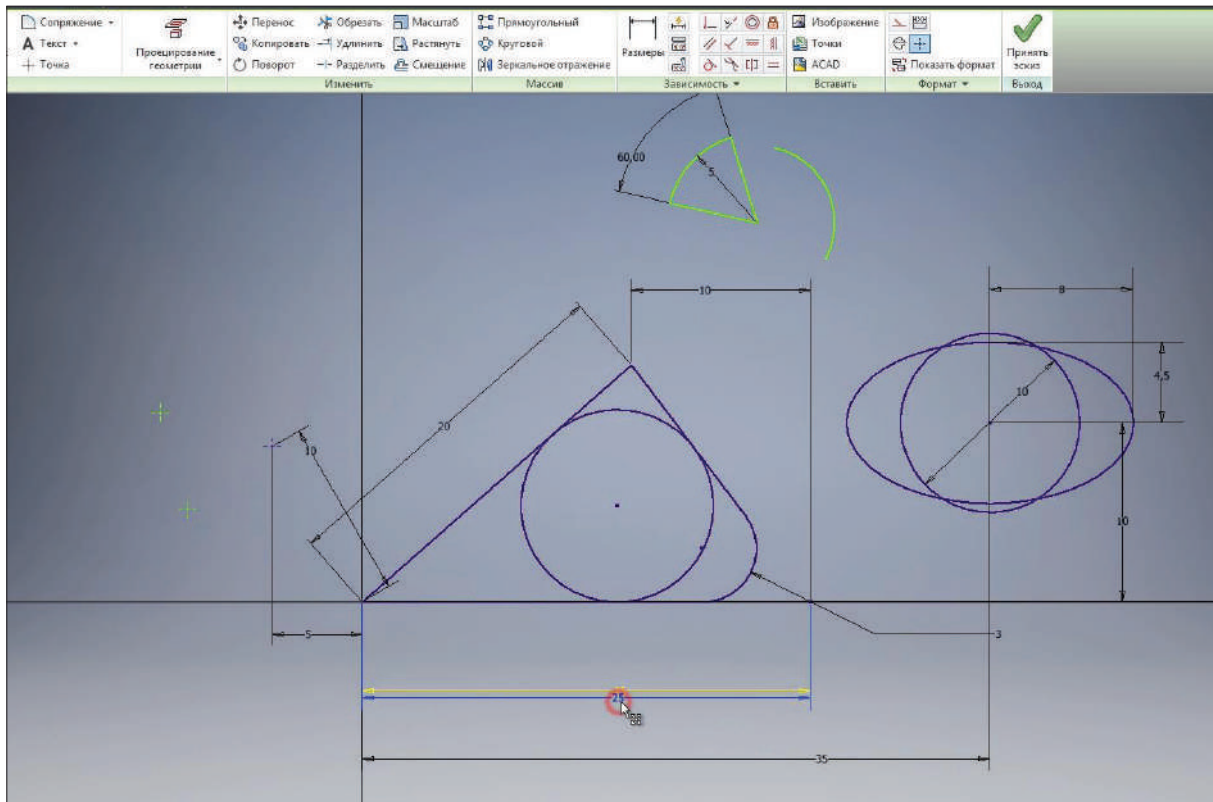 Сопряжение
Текст
Точка
Проецирование
геометрии
Перенос
Копировать
Поворот
Обрезать
Удлинить
Разделить
Масштаб
Растянуть
Смещение
Изменить
Прямоугольный
Круговой
Зеркальное отражение
Массив
Размеры
Зависимость
Изображение
Точки
ACAD
Вставить
Показать формат
Формат
Принять
эскиз
Выход
60,00
5
10
8
4,5
10
20
10
10
5
3
25
35